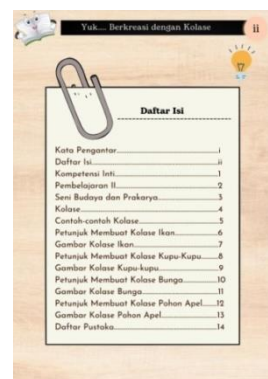 Yuk.... Berkreasi dengan Kolase
ii
Daftar Isi
Kata Pengantar..........................................i
Daftar Isi..................................................ii
Kompetensi Inti.........................................1
Pembelajaran II.........................................2
Seni Budaya dan Prakarya........................3
Kolase.......................................................4
Contoh-contoh Kolase..............................5
Petunjuk Membuat Kolase Ikan................6
Gambar Kolase Ikan..................................7
Petunjuk Membuat Kolase Kupu-Kupu.......8
Gambar Kolase Kupu-kupu.......................9
Petunjuk Membuat Kolase Bunga............10
Gambar Kolase Bunga..............................11
Petunjuk Membuat Kolase Pohon Apel......12
Gambar Kolase Pohon Apel.....................13
Daftar Pustaka........................................14